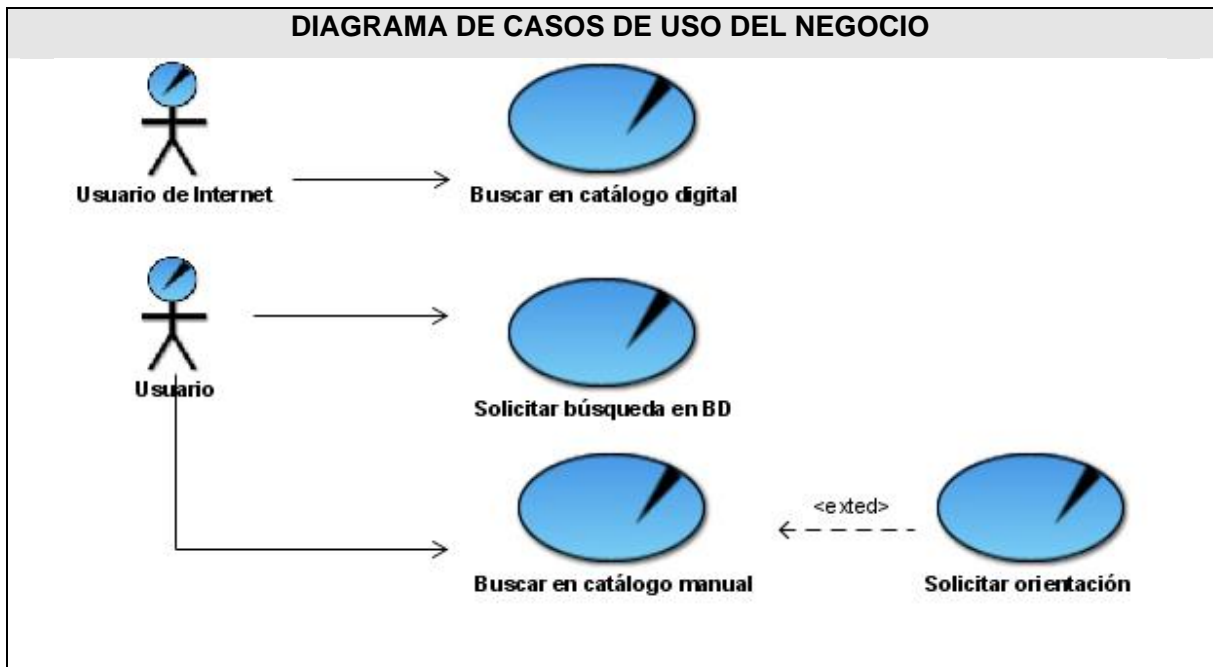 DIAGRAMA DE CASOS DE USO DEL NEGOCIO
Usuario de Internet
Buscar en catálogo digital
Usuario
Solicitar búsqueda en BD
<exted>
Buscar en catálogo manual
Solicitar orientación